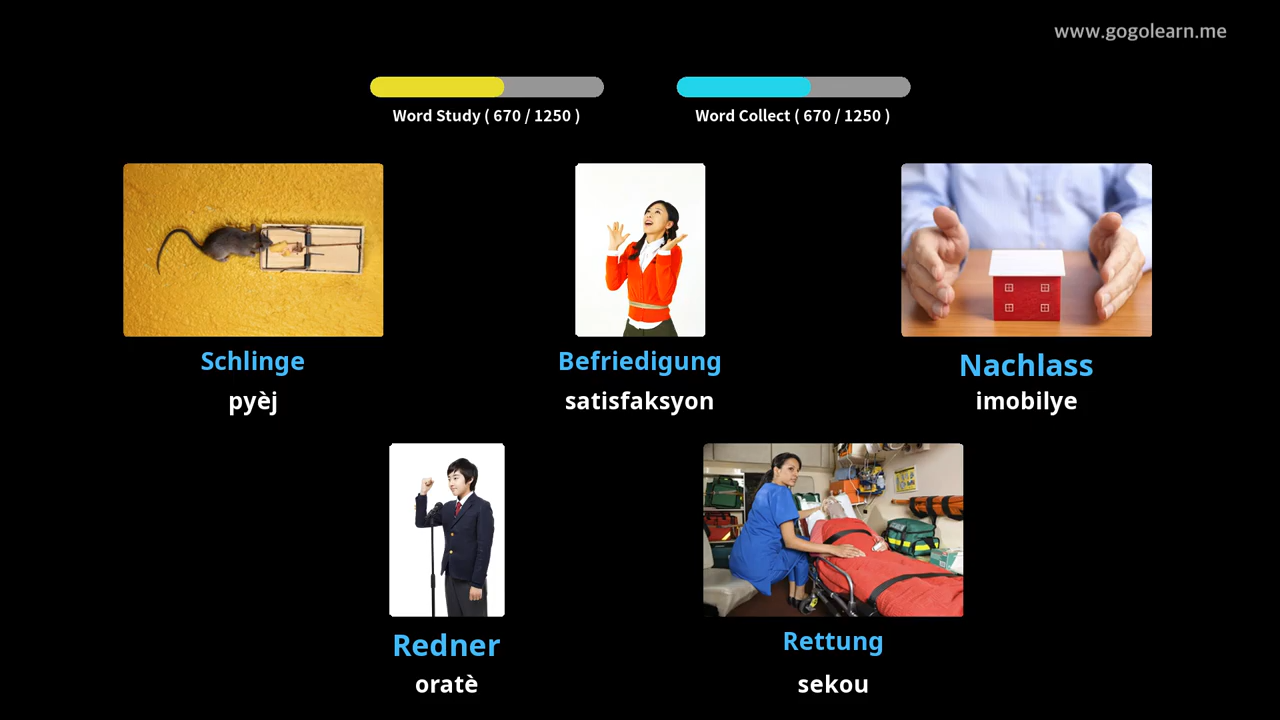 www.gogolearn.me
Word Study ( 670 / 1250 )
Word Collect ( 670 / 1250 )
Schlinge
pyèj
Befriedigung
satisfaksyon
Nachlass
imobilye
Redner
oratè
Rettung
sekou